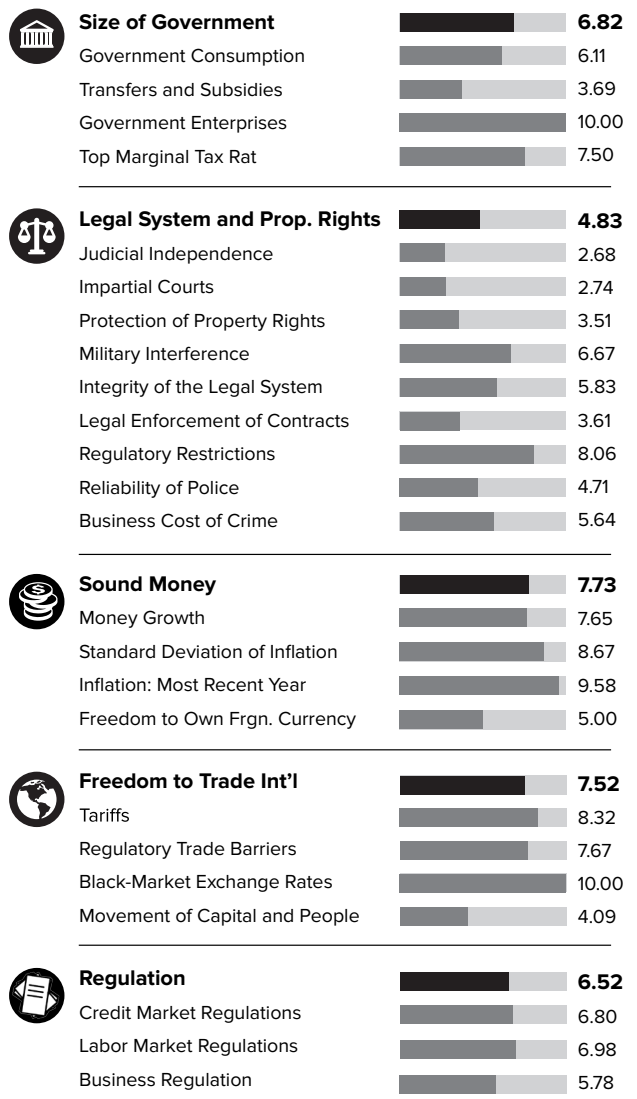 Size of Government 6.82
Government Consumption 6.11
Transfers and Subsidies 3.69
Government Enterprises 10.00
Top Marginal Tax Rat 7.50
Legal System and Prop. Rights 4.83
Judicial Independence 2.68
Impartial Courts 2.74
Protection of Property Rights 3.51
Military Interference 6.67
Integrity of the Legal System 5.83
Legal Enforcement of Contracts 3.61
Regulatory Restrictions 8.06
Reliability of Police 4.71
Business Cost of Crime 5.64
$
Sound Money 7.73
Money Growth 7.65
Standard Deviation of Inflation 8.67
Inflation: Most Recent Year 9.58
Freedom to Own Frgn. Currency 5.00
Freedom to Trade Int'l 7.52
Tariffs 8.32
Regulatory Trade Barriers 7.67
Black-Market Exchange Rates 10.00
Movement of Capital and People 4.09
Regulation 6.52
Credit Market Regulations 6.80
Labor Market Regulations 6.98
Business Regulation 5.78